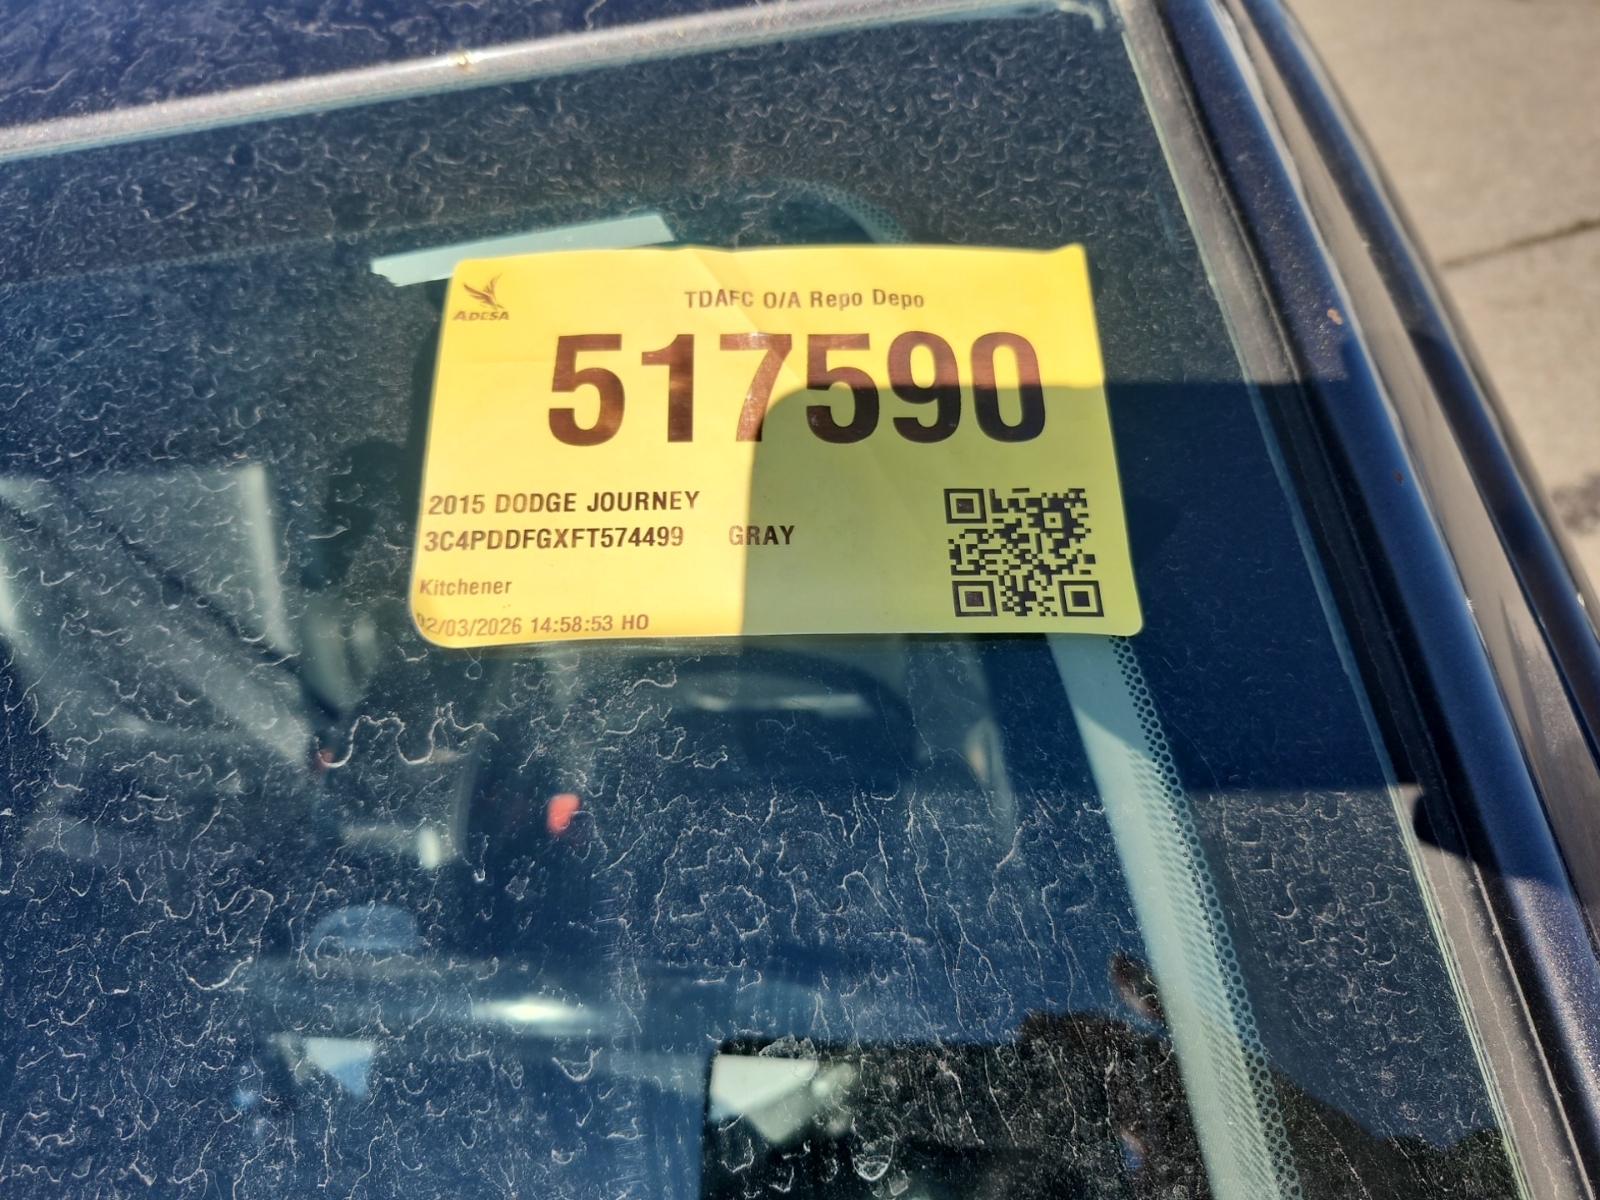 ADESA
TDAFC O/A Repo Depo
517590
2015 DODGE JOURNEY
3C4PDDFGXFT574499 GRAY
Kitchener
02/03/2026 14:58:53 HO